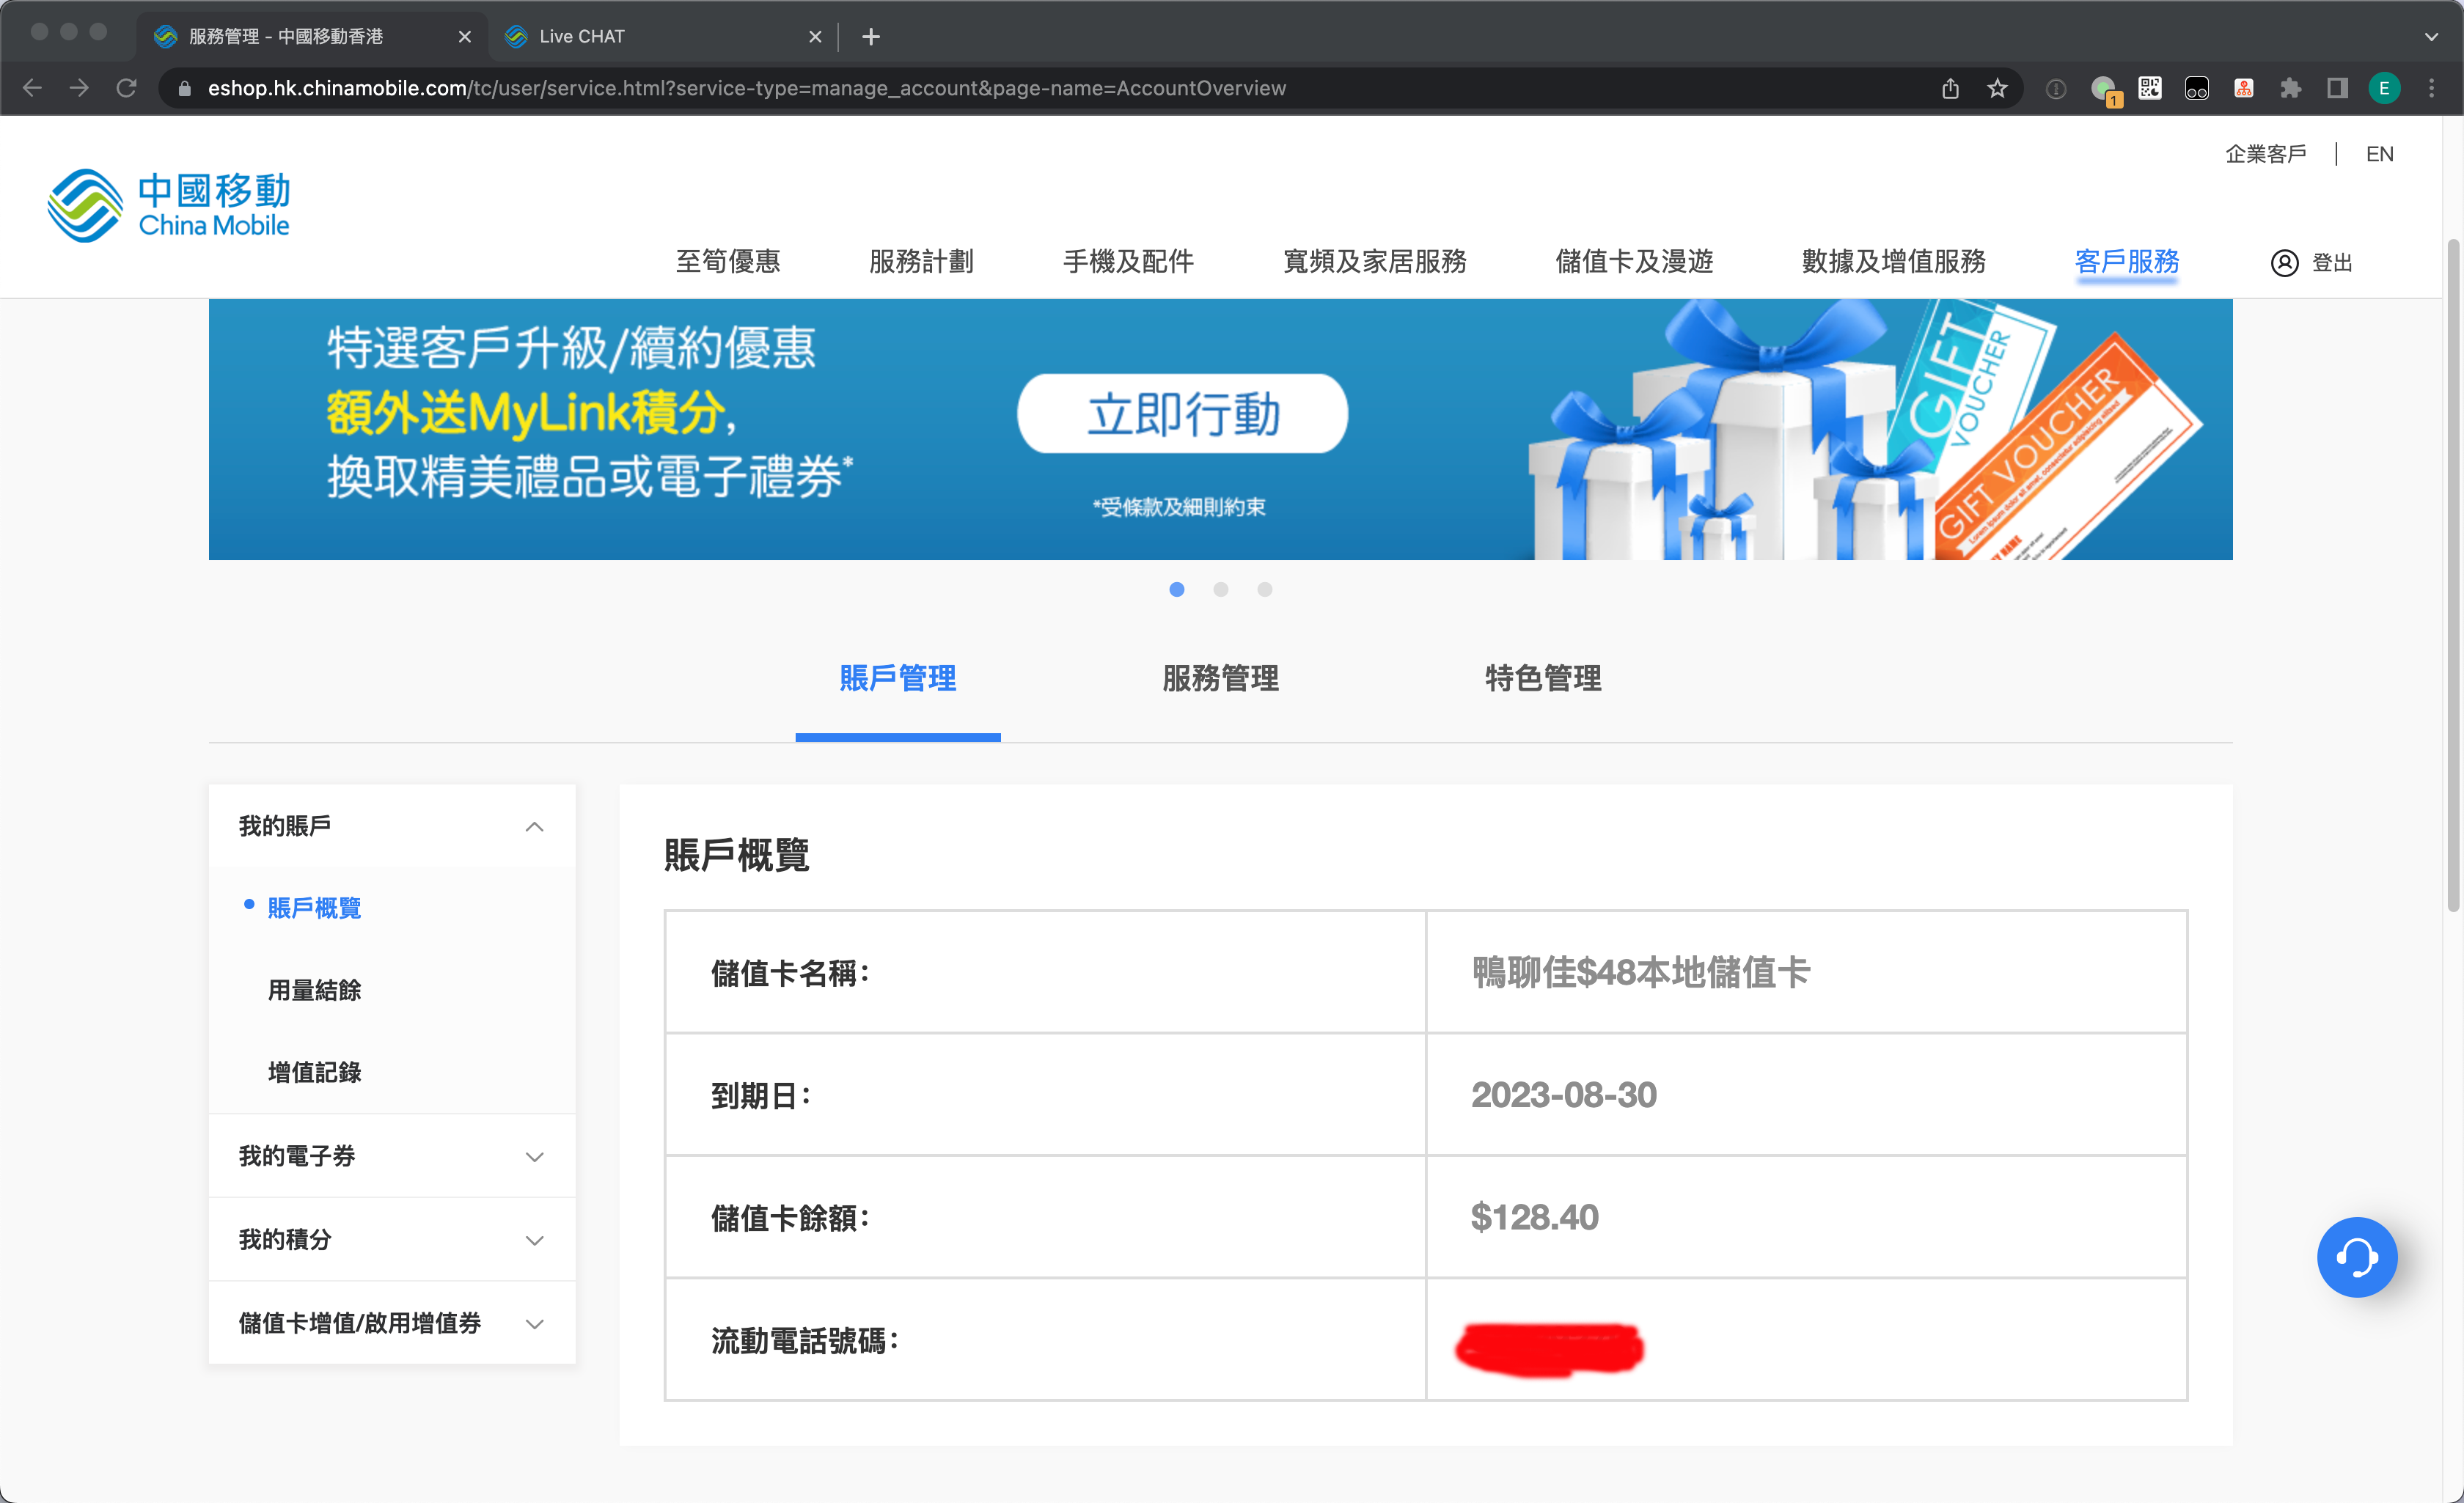 服務管理 - 中國移動香港
Live CHAT
eshop.hk.chinamobile.com/tc/user/service.html?service-type=manage_account&page-name=AccountOverview
1
E
企業客戶
EN
中國移動
China Mobile
至筍優惠
服務計劃
手機及配件
寬頻及家居服務
儲值卡及漫遊
數據及增值服務
客戶服務
登出
特選客戶升級/續約優惠
額外送MyLink積分,
換取精美禮品或電子禮券*
立即行動
*受條款及細則約束
GIFT
VOUCHER
GIFT VOUCHER
賬戶管理
服務管理
特色管理
我的賬戶
賬戶概覽
用量結餘
增值記錄
我的電子券
我的積分
儲值卡增值/啟用增值券
賬戶概覽
儲值卡名稱：
鴨聊佳$48本地儲值卡
到期日：
2023-08-30
儲值卡餘額：
$128.40
流動電話號碼：